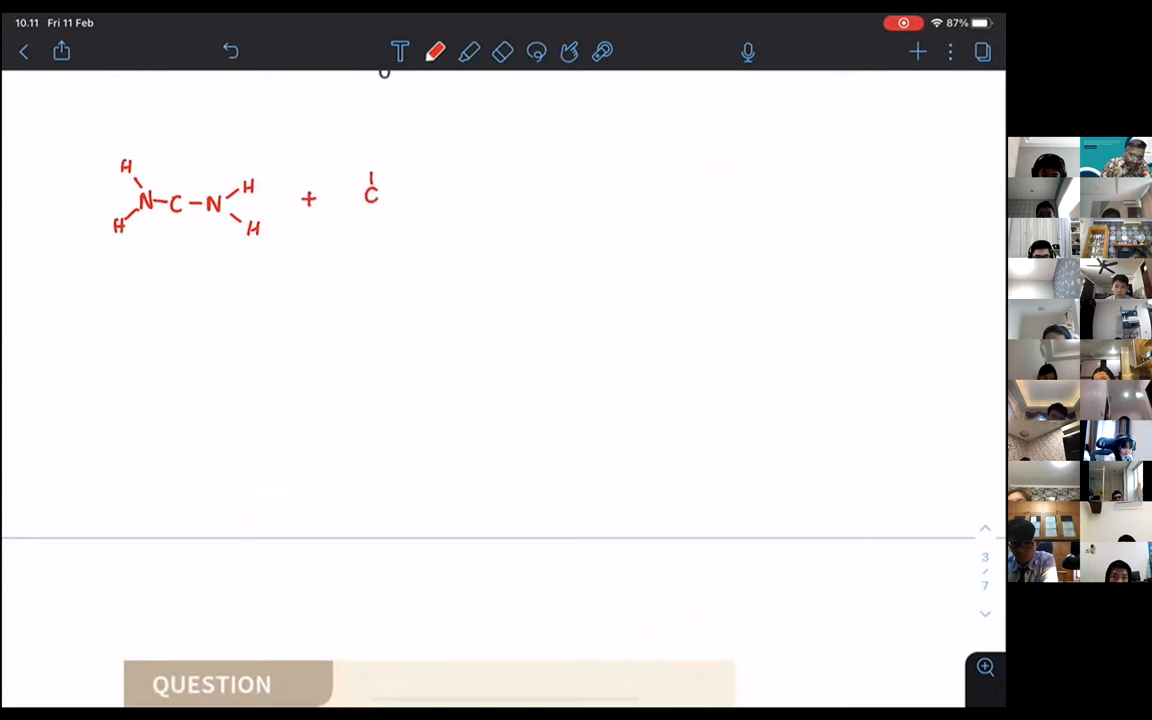 10.11 Fri 11 Feb
87%
T
H
H
N-C-N
H
H
+ C
3
7
QUESTION